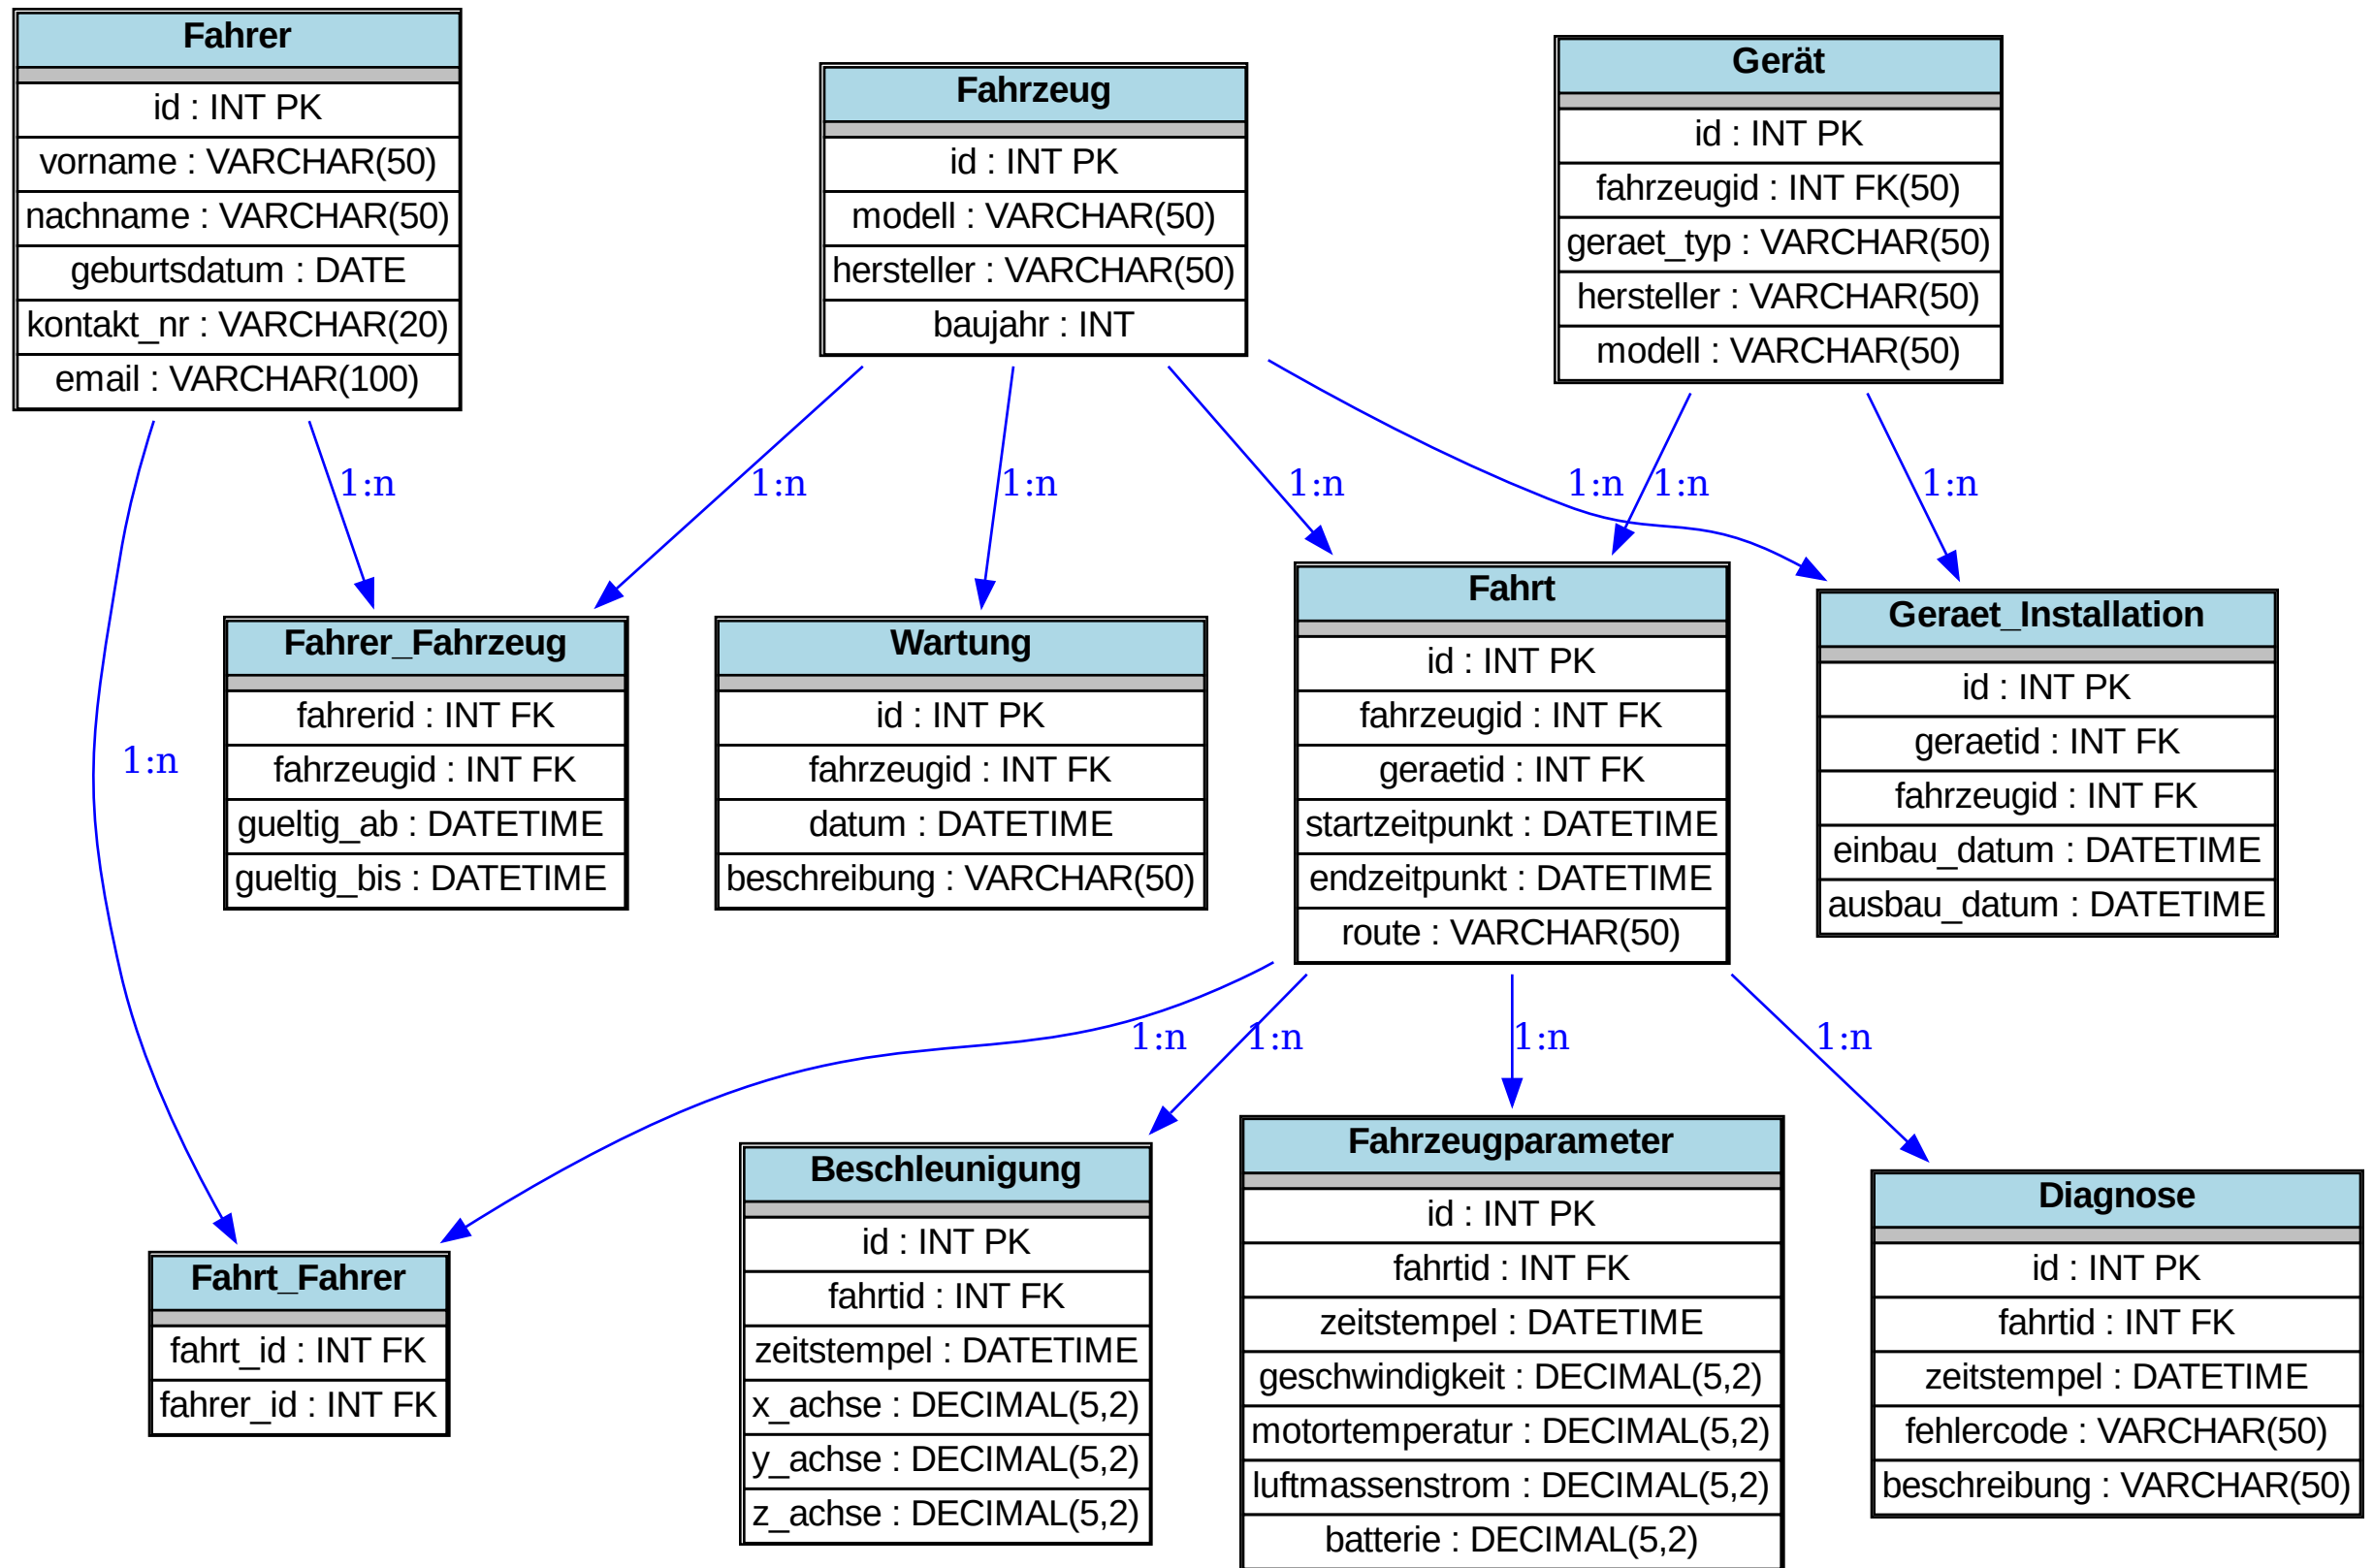 Fahrer
id : INT PK
vorname : VARCHAR(50)
nachname : VARCHAR(50)
geburtsdatum : DATE
kontakt_nr : VARCHAR(20)
email : VARCHAR(100)
Fahrzeug
id : INT PK
modell : VARCHAR(50)
hersteller : VARCHAR(50)
baujahr : INT
Gerät
id : INT PK
fahrzeugid : INT FK(50)
geraet_typ : VARCHAR(50)
hersteller : VARCHAR(50)
modell : VARCHAR(50)
1:n
1:n
1:n
1:n
1:n
1:n
1:n
1:n
Fahrer_Fahrzeug
fahrerid : INT FK
fahrzeugid : INT FK
gueltig_ab : DATETIME
gueltig_bis : DATETIME
Wartung
id : INT PK
fahrzeugid : INT FK
datum : DATETIME
beschreibung : VARCHAR(50)
Fahrt
id : INT PK
fahrzeugid : INT FK
geraetid : INT FK
startzeitpunkt : DATETIME
endzeitpunkt : DATETIME
route : VARCHAR(50)
Geraet_Installation
id : INT PK
geraetid : INT FK
fahrzeugid : INT FK
einbau_datum : DATETIME
ausbau_datum : DATETIME
1:n
1:n
1:n
1:n
Fahrt_Fahrer
fahrt_id : INT FK
fahrer_id : INT FK
Beschleunigung
id : INT PK
fahrtid : INT FK
zeitstempel : DATETIME
x_achse : DECIMAL(5,2)
y_achse : DECIMAL(5,2)
z_achse : DECIMAL(5,2)
Fahrzeugparameter
id : INT PK
fahrtid : INT FK
zeitstempel : DATETIME
geschwindigkeit : DECIMAL(5,2)
motortemperatur : DECIMAL(5,2)
luftmassenstrom : DECIMAL(5,2)
batterie : DECIMAL(5,2)
Diagnose
id : INT PK
fahrtid : INT FK
zeitstempel : DATETIME
fehlercode : VARCHAR(50)
beschreibung : VARCHAR(50)